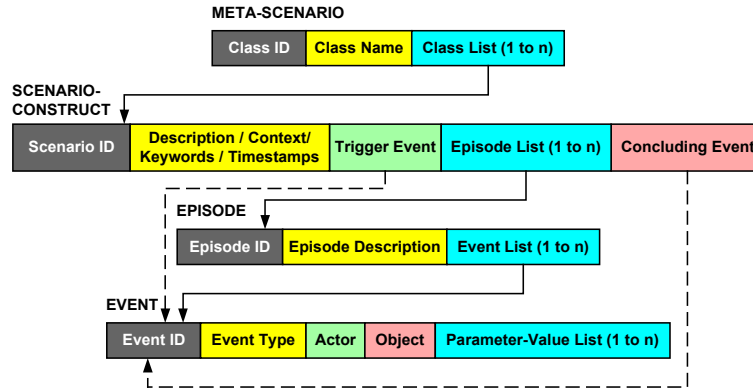 META-SCENARIO
Class ID Class Name Class List (1 to n)
SCENARIO-
CONSTRUCT
Scenario ID Description / Context/ Trigger Event Episode List (1 to n) Concluding Event
Keywords / Timestamps
EPISODE
Episode ID Episode Description Event List (1 to n)
EVENT
Event ID Event Type Actor Object Parameter-Value List (1 to n)